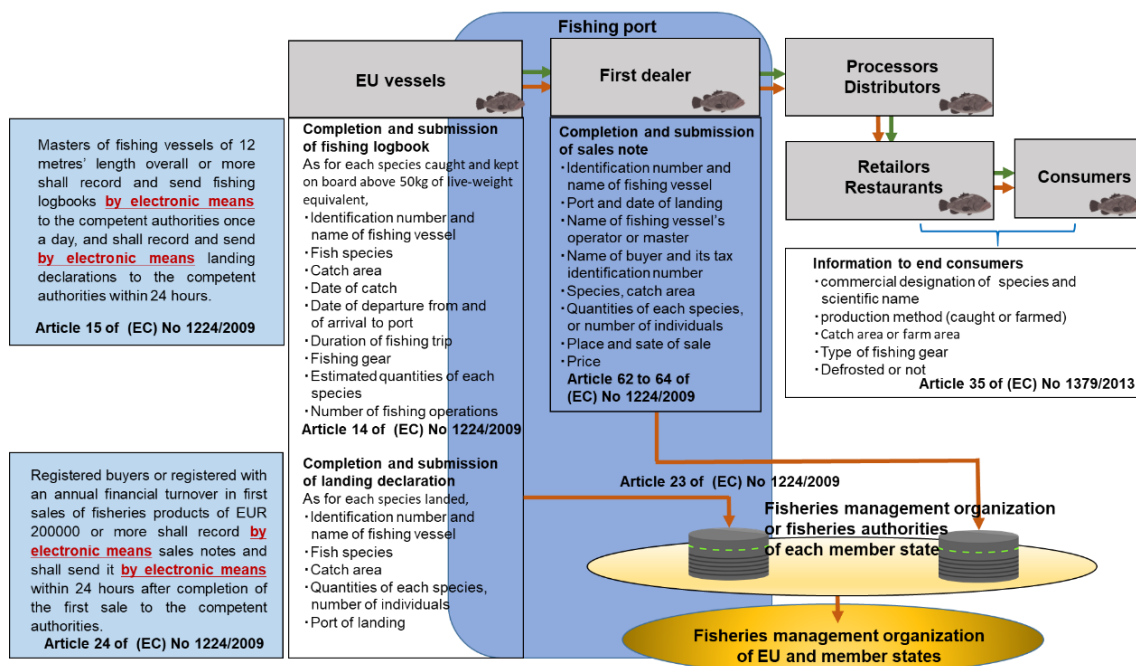 Fishing port
EU vessels
First dealer
Processors
Distributors
Retailors
Restaurants
Consumers
Masters of fishing vessels of 12
metres' length overall or more
shall record and send fishing
logbooks by electronic means
to the competent authorities once
a day, and shall record and send
by electronic means landing
declarations to the competent
authorities within 24 hours.
Article 15 of (EC) No 1224/2009
Completion and submission
of fishing logbook
As for each species caught and kept
on board above 50kg of live-weight
equivalent,
・Identification number and
name of fishing vessel
・Fish species
・Catch area
・Date of catch
・Date of departure from and
of arrival to port
・Duration of fishing trip
・Fishing gear
・Estimated quantities of each
species
・Number of fishing operations
Article 14 of (EC) No 1224/2009
Completion and submission
of sales note
・Identification number and
name of fishing vessel
・Port and date of landing
・Name of fishing vessel's
operator or master
・Name of buyer and its tax
identification number
・Species, catch area
・Quantities of each species,
or number of individuals
・Place and sate of sale
・Price
Article 62 to 64 of
(EC) No 1224/2009
Information to end consumers
・commercial designation of species and
scientific name
・production method (caught or farmed)
・Catch area or farm area
・Type of fishing gear
・Defrosted or not
Article 35 of (EC) No 1379/2013
Registered buyers or registered with
an annual financial turnover in first
sales of fisheries products of EUR
200000 or more shall record by
electronic means sales notes and
shall send it by electronic means
within 24 hours after completion of
the first sale to the competent
authorities.
Article 24 of (EC) No 1224/2009
Completion and submission
of landing declaration
As for each species landed,
・Identification number and
name of fishing vessel
・Fish species
・Catch area
・Quantities of each species,
number of individuals
・Port of landing
Article 23 of (EC) No 1224/2009
Fisheries management organization
or fisheries authorities
of each member state
Fisheries management organization
of EU and member states